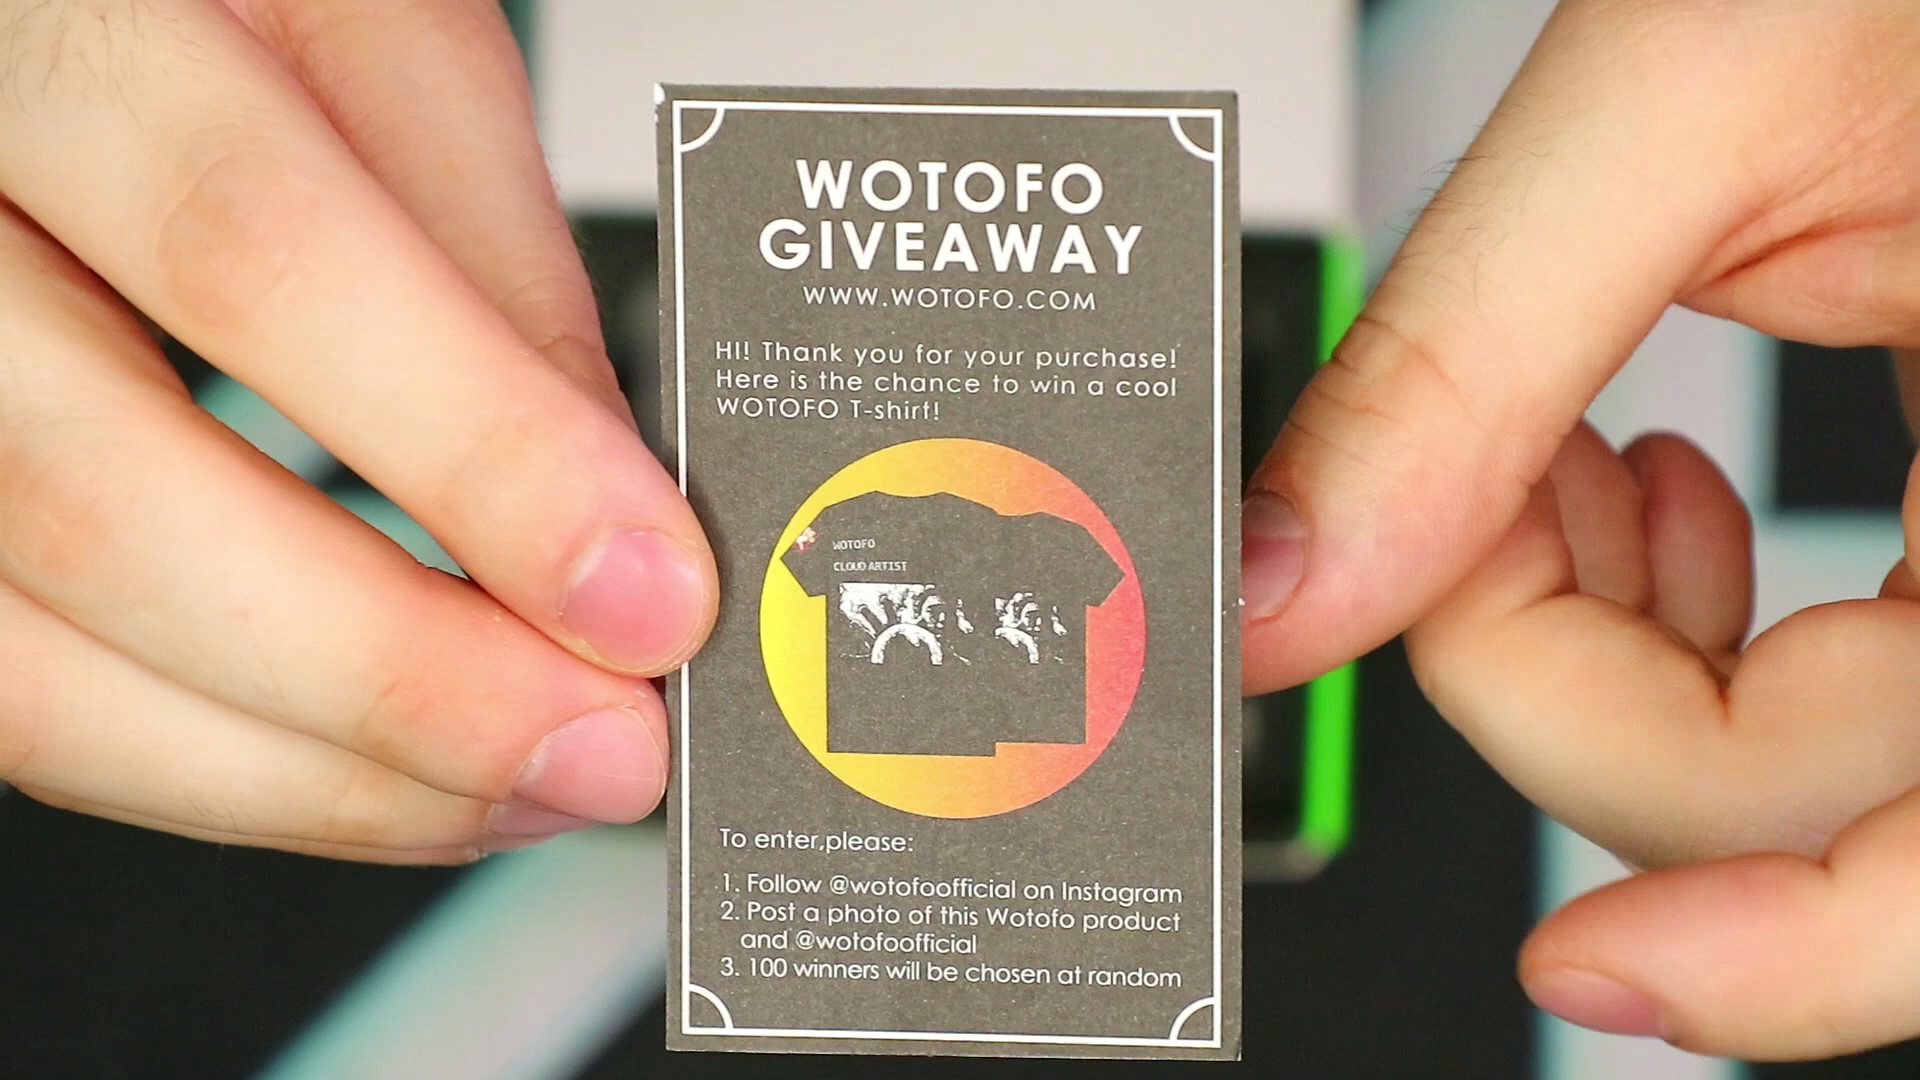 WOTOFO
GIVEAWAY
WWW.WOTOFO.COM
HI! Thank you for your purchase!
Here is the chance to win a cool
WOTOFO T-shirt!
WOTOFO
CLOUD ARTIST
To enter,please:
1. Follow @wotofoofficial on Instagram
2. Post a photo of this Wotofo product
and @wotofoofficial
3. 100 winners will be chosen at random